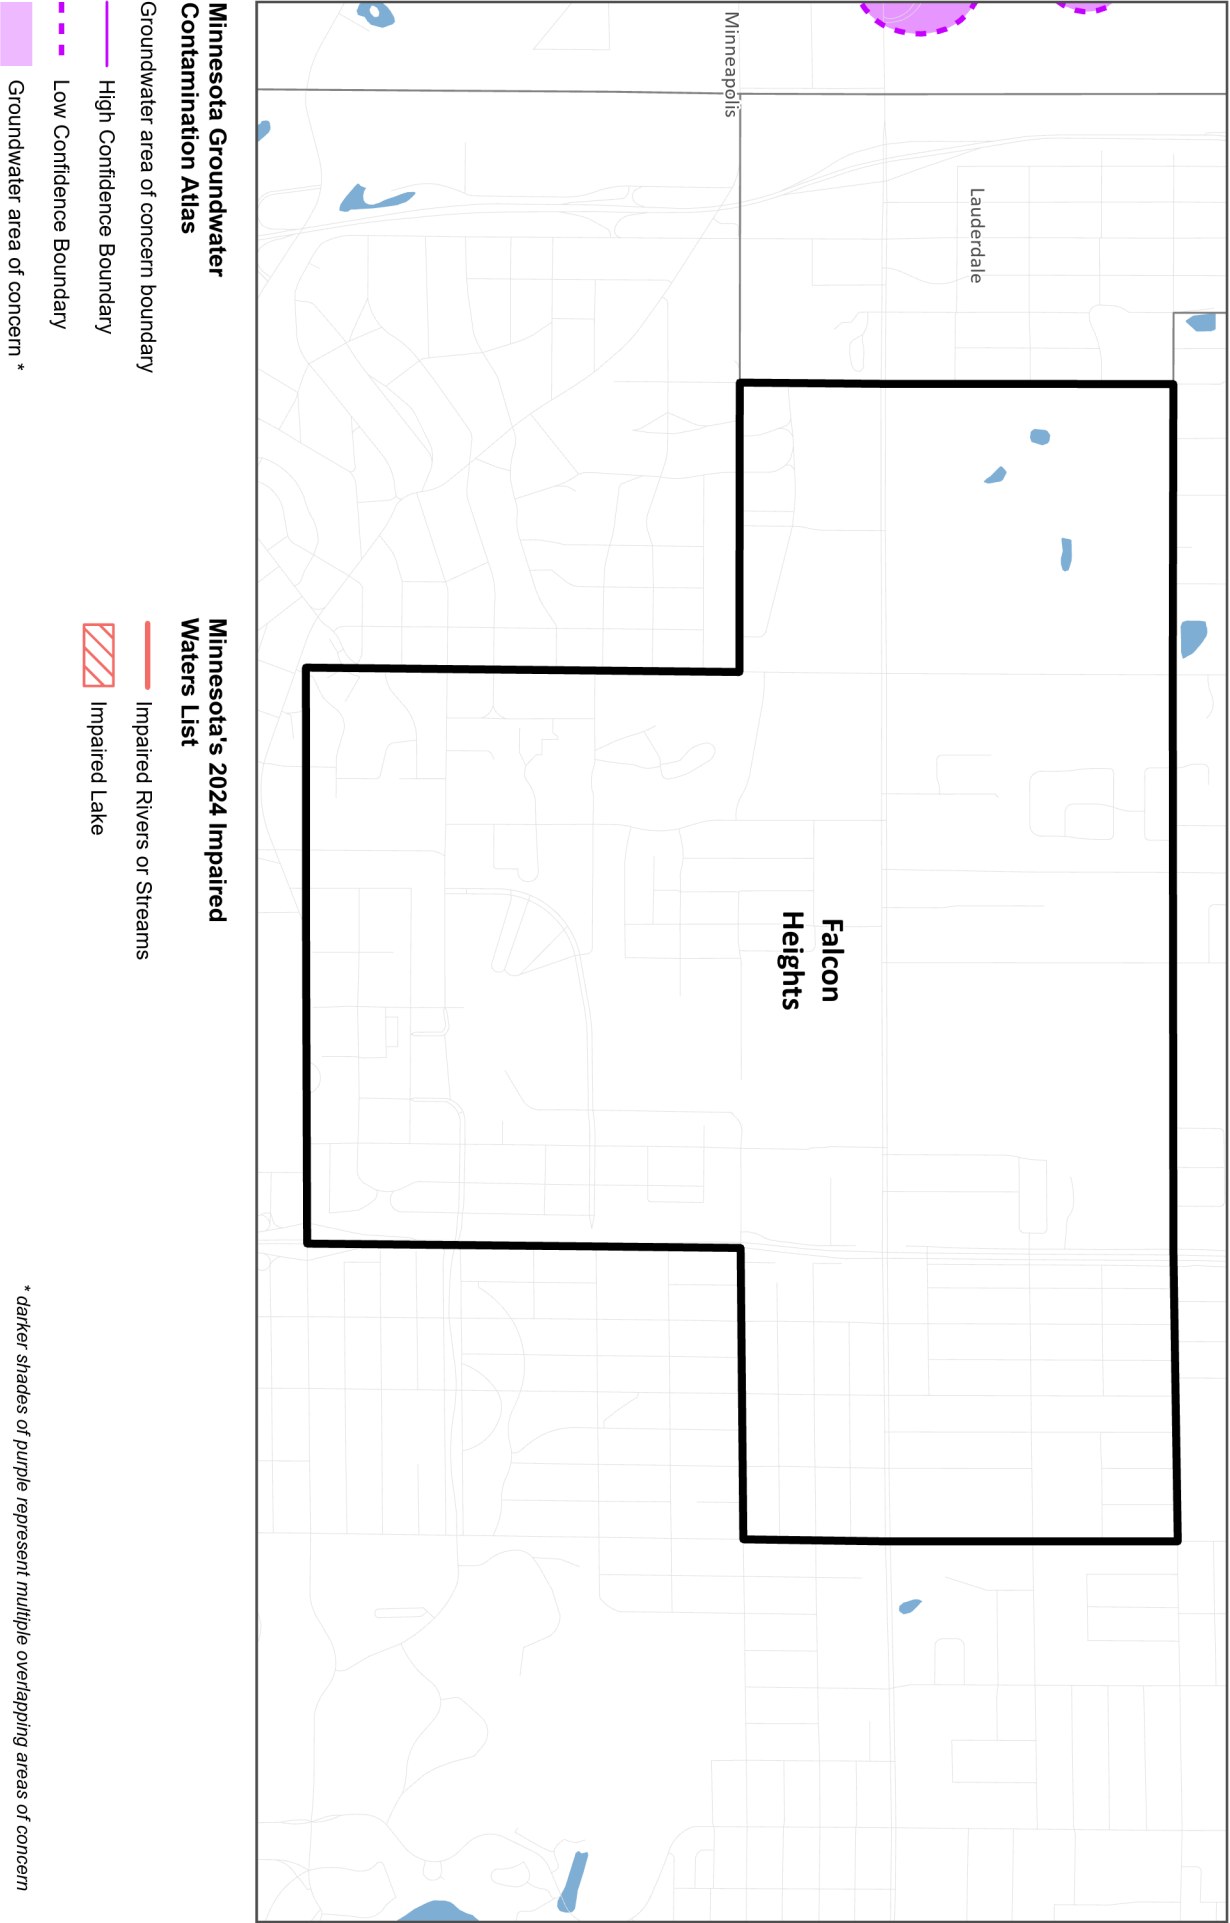 Minneapolis
Lauderdale
Falcon
Heights
Minnesota Groundwater
Contamination Atlas
Groundwater area of concern boundary
High Confidence Boundary
Low Confidence Boundary
Groundwater area of concern *
Minnesota's 2024 Impaired
Waters List
Impaired Rivers or Streams
Impaired Lake
* darker shades of purple represent multiple overlapping areas of concern